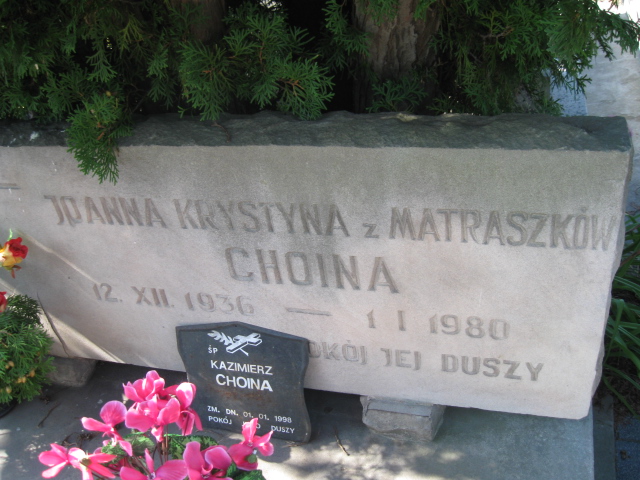 JOANNA KRYSTYNA z MATRASZKÓW
CHOINA
12. XII. 1936 — 1 I 1980
POKÓJ JEJ DUSZY
ŚP
KAZIMIERZ
CHOINA
ZM. DN. 01. 01. 1998
POKÓJ DUSZY